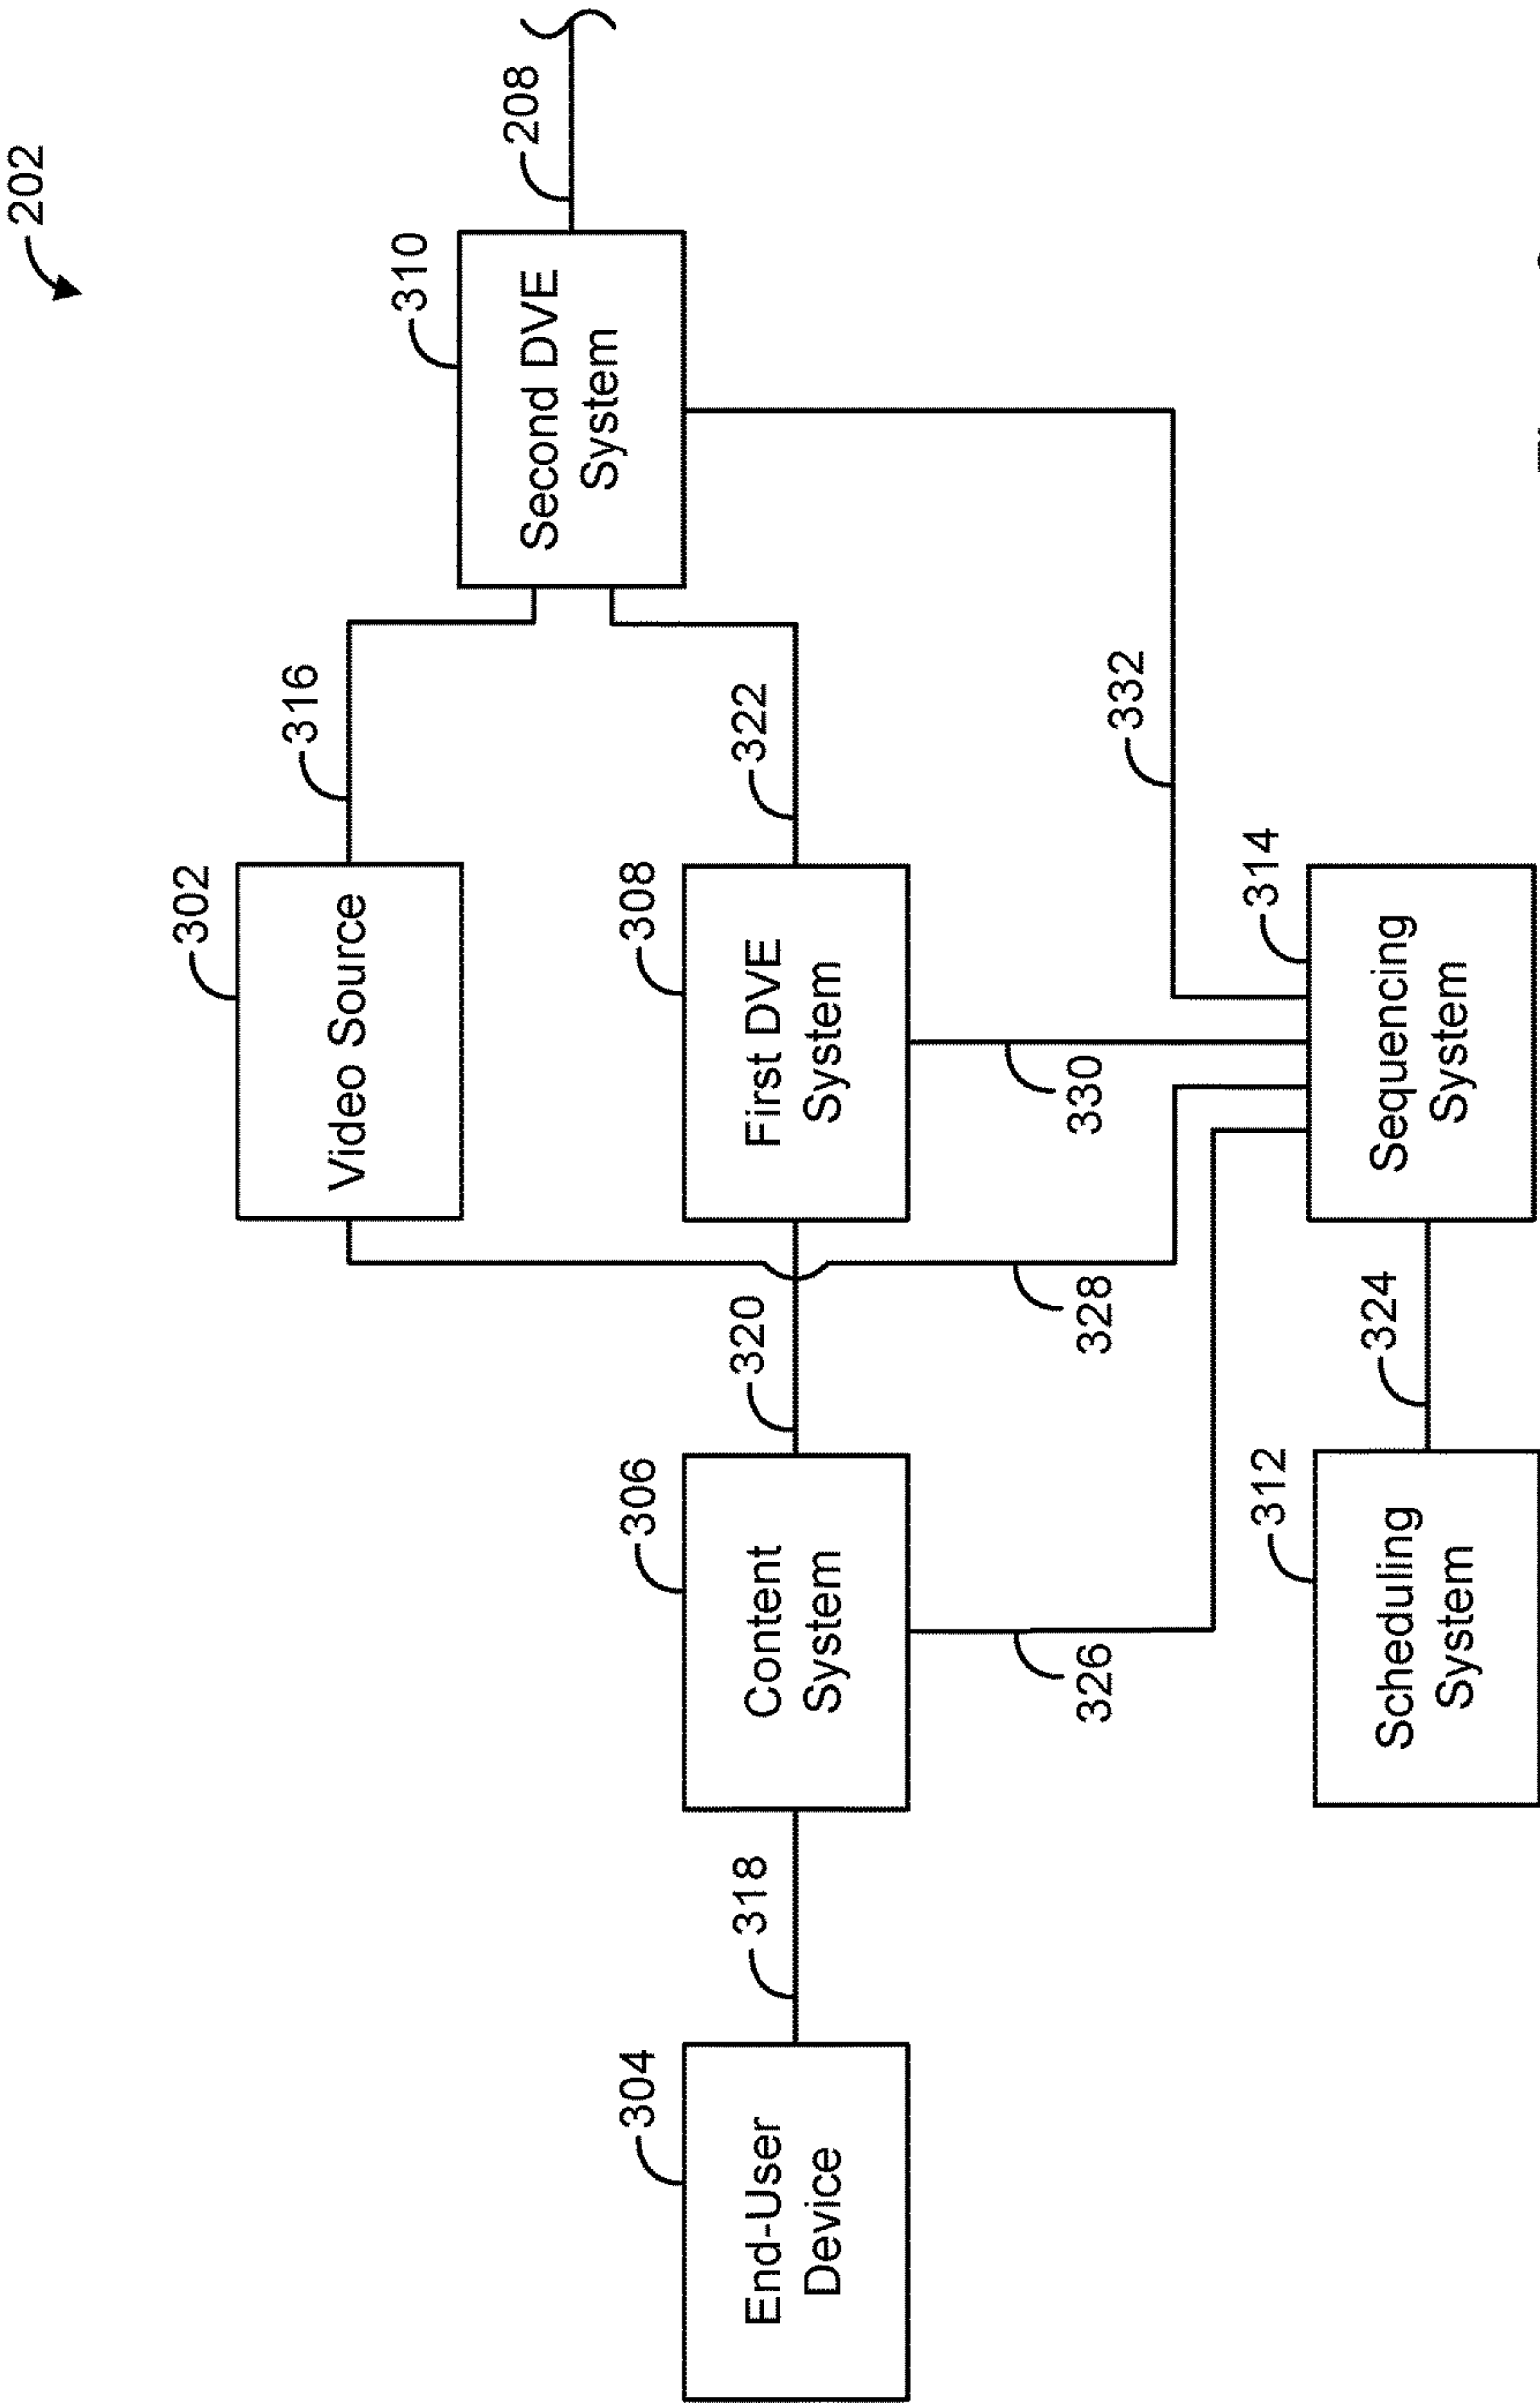 202
302
Video Source
316
310
Second DVE
System
208
304
End-User
Device
318
306
Content
System
320
308
First DVE
System
322
326
328
330
332
312
Scheduling
System
324
314
Sequencing
System